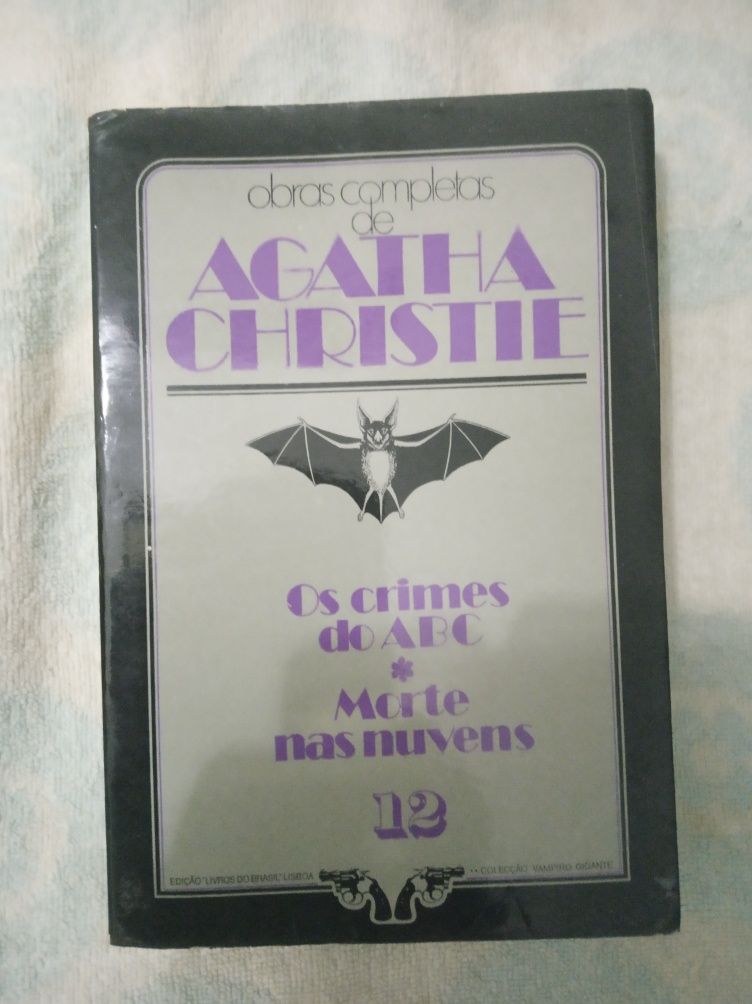 obras completas
de
AGATHA
CHRISTIE
Os crimes
do ABC
*
Morte
nas nuvens
12
EDIÇÃO "LIVROS DO BRASIL" LISBOA
•• COLECÇÃO VAMPIRO GIGANTE